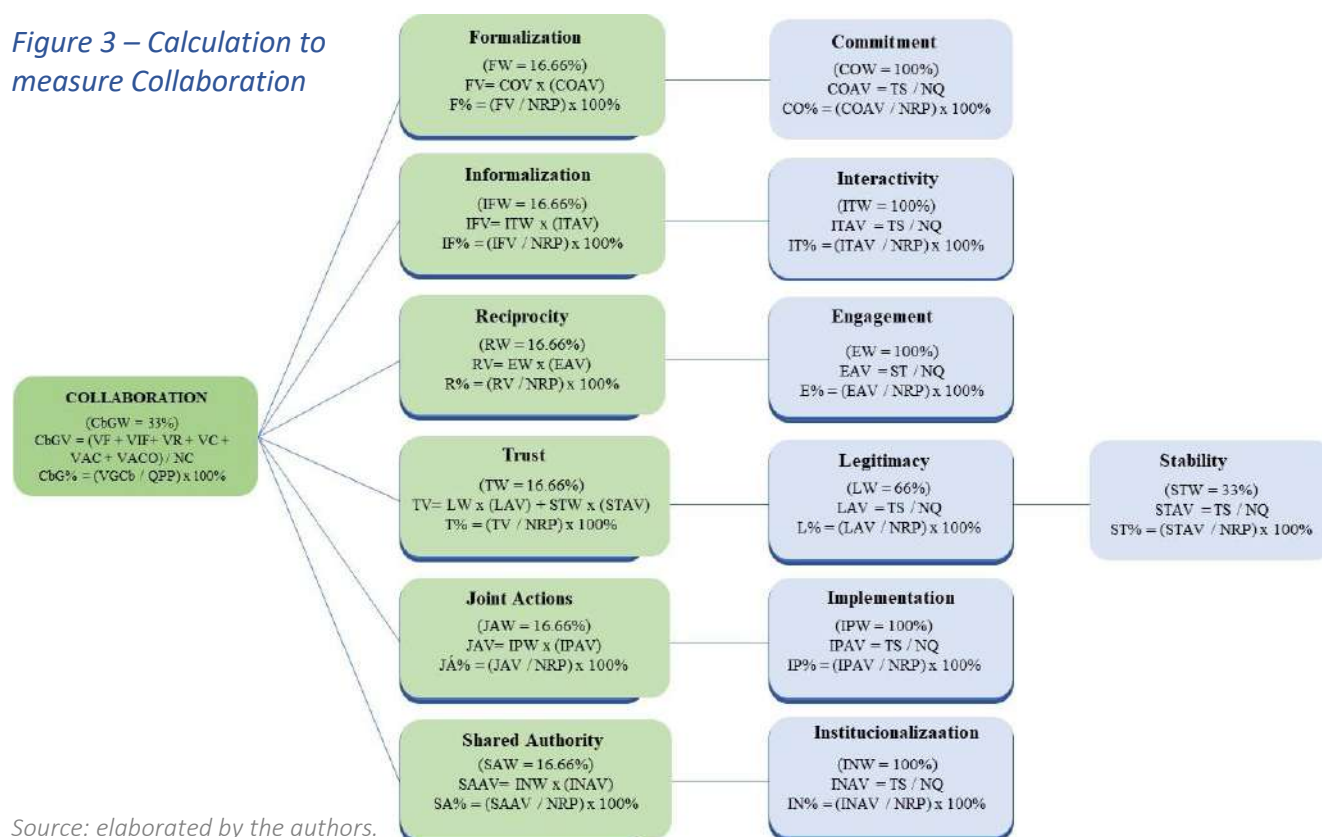 Figure 3 – Calculation to
measure Collaboration
Formalization
(FW = 16.66%)
FV= COV x (COAV)
F% = (FV / NRP) x 100%
Commitment
(COW = 100%)
COAV = TS / NQ
CO% = (COAV / NRP) x 100%
Informalization
(IFW = 16.66%)
IFV= ITW x (ITAV)
IF% = (IFV / NRP) x 100%
Interactivity
(ITW = 100%)
ITAV = TS / NQ
IT% = (ITAV / NRP) x 100%
Reciprocity
(RW = 16.66%)
RV= EW x (EAV)
R% = (RV / NRP) x 100%
Engagement
(EW = 100%)
EAV = ST / NQ
E% = (EAV / NRP) x 100%
COLLABORATION
(CbGW = 33%)
CbGV = (VF + VIF+ VR + VC +
VAC + VACO) / NC
CbG% = (VGCb / QPP) x 100%
Trust
(TW = 16.66%)
TV= LW x (LAV) + STW x (STAV)
T% = (TV / NRP) x 100%
Legitimacy
(LW = 66%)
LAV = TS / NQ
L% = (LAV / NRP) x 100%
Stability
(STW = 33%)
STAV = TS / NQ
ST% = (STAV / NRP) x 100%
Joint Actions
(JAW = 16.66%)
JAV= IPW x (IPAV)
JÁ% = (JAV / NRP) x 100%
Implementation
(IPW = 100%)
IPAV = TS / NQ
IP% = (IPAV / NRP) x 100%
Shared Authority
(SAW = 16.66%)
SAAV= INW x (INAV)
SA% = (SAAV / NRP) x 100%
Institucionalizaation
(INW = 100%)
INAV = TS / NQ
IN% = (INAV / NRP) x 100%
Source: elaborated by the authors.